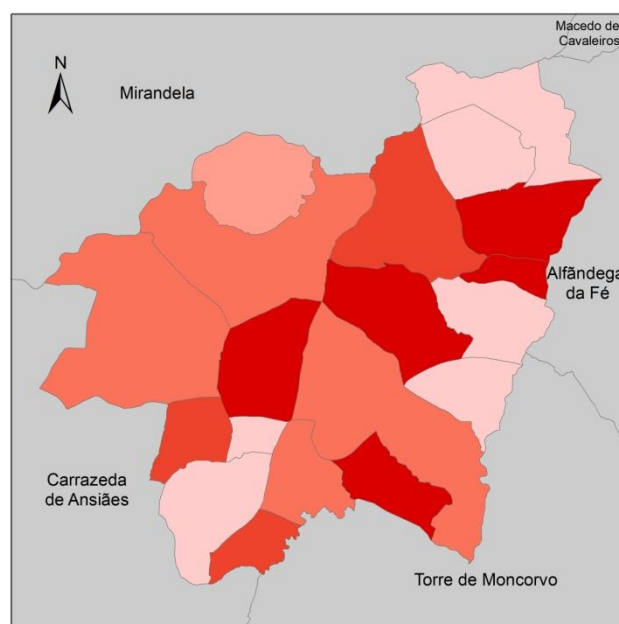 Macedo de
Cavaleiros
N
Mirandela
Alfândega
da Fé
Carrazeda
de Ansiães
Torre de Moncorvo